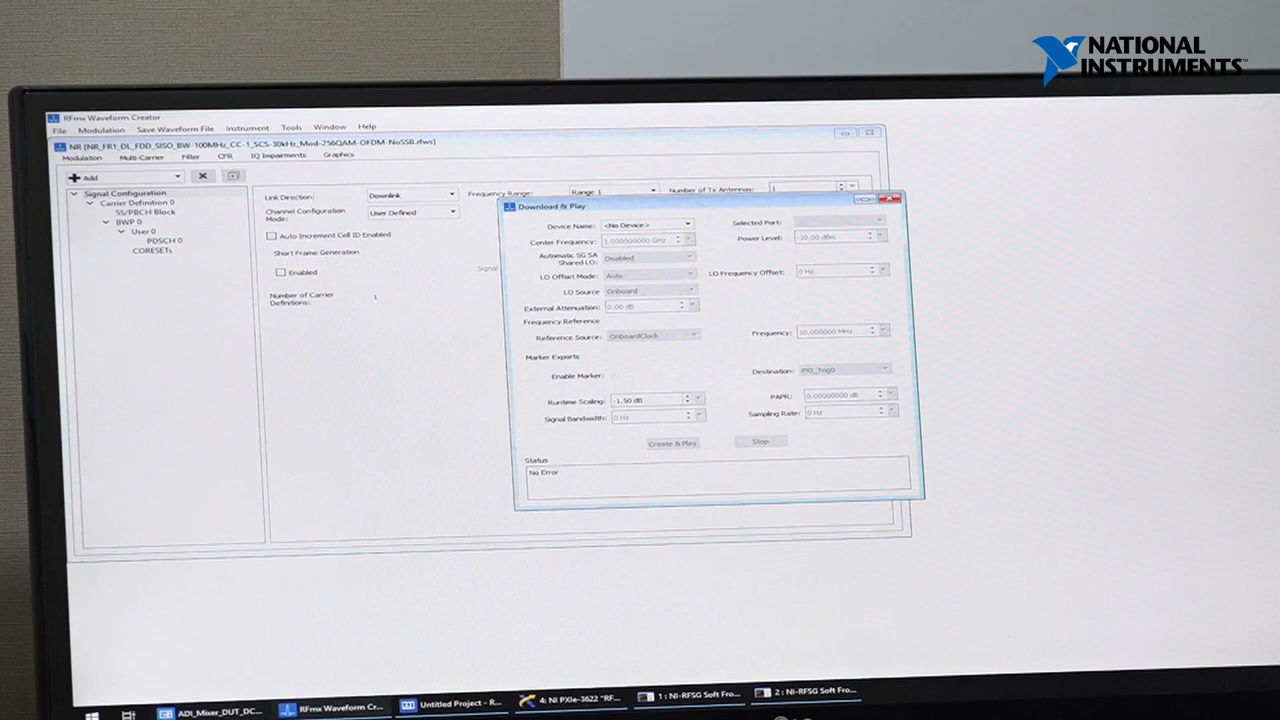 NATIONAL
INSTRUMENTS™
RFmx Waveform Creator
File Modulation Save Waveform File Instrument Tools Window Help
NR [NR_FR1_DL_FDD_SISO_BW-100MHz_CC-1_SCS-30kHz_Mod-256QAM-OFDM-NoSSB.rfws]
Modulation Multi-Carrier Filter CFR IQ Impairments Graphics
Add
Signal Configuration
Carrier Definition 0
SS/PBCH Block
BWP 0
User 0
PDSCH 0
CORESETs
Link Direction: Downlink Frequency Range: Range 1 Number of Tx Antennas: 1
Channel Configuration
Mode: User Defined
Auto Increment Cell ID Enabled
Short Frame Generation
Enabled
Signal
Number of Carrier
Definitions: 1
Download & Play
Device Name: <No Device> Selected Port:
Center Frequency: 1.000000000 GHz Power Level: -10.00 dBm
Automatic SG SA
Shared LO: Disabled
LO Offset Mode: Auto LO Frequency Offset: 0 Hz
LO Source Onboard
External Attenuation: 0.00 dB
Frequency Reference
Reference Source: OnboardClock Frequency: 10.000000 MHz
Marker Exports
Enable Marker: Destination: PXI_Trig0
Runtime Scaling: -1.50 dB PAPR: 0.00000000 dB
Signal Bandwidth: 0 Hz Sampling Rate: 0 Hz
Create & Play Stop
Status
No Error
ADI_Mixer_DUT_DC... RFmx Waveform Cr... Untitled Project - R... 4: NI PXIe-3622 "RF... 1 : NI-RFSG Soft Fro... 2 : NI-RFSG Soft Fro...